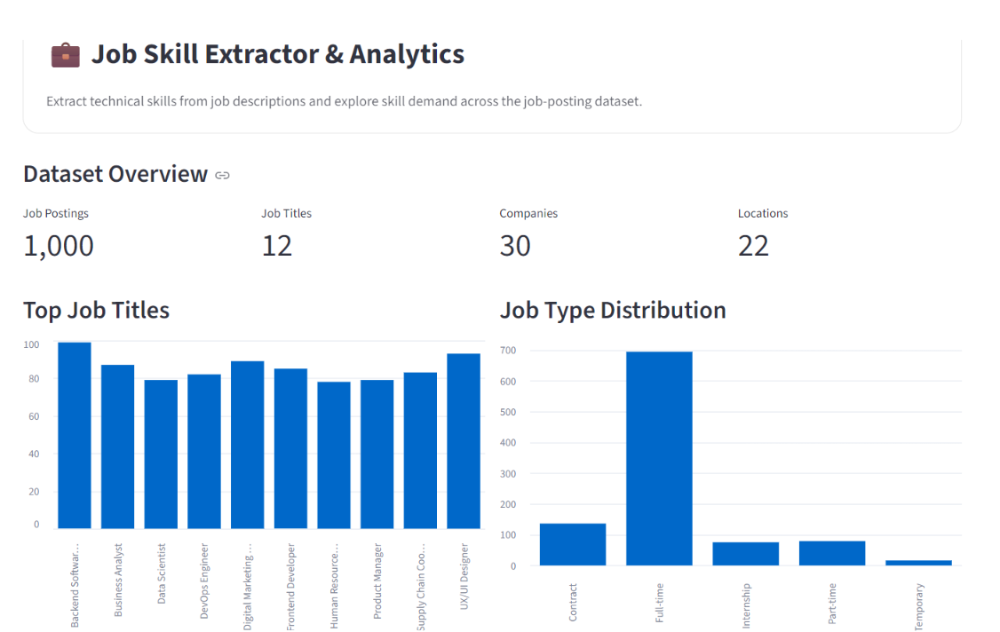 Job Skill Extractor & Analytics
Extract technical skills from job descriptions and explore skill demand across the job-posting dataset.
Dataset Overview
Job Postings
1,000
Job Titles
12
Companies
30
Locations
22
Top Job Titles
100
80
60
40
20
0
Backend Softwar...
Business Analyst
Data Scientist
DevOps Engineer
Digital Marketing ...
Frontend Developer
Human Resource...
Product Manager
Supply Chain Coo...
UX/UI Designer
Job Type Distribution
700
600
500
400
300
200
100
0
Contract
Full-time
Internship
Part-time
Temporary